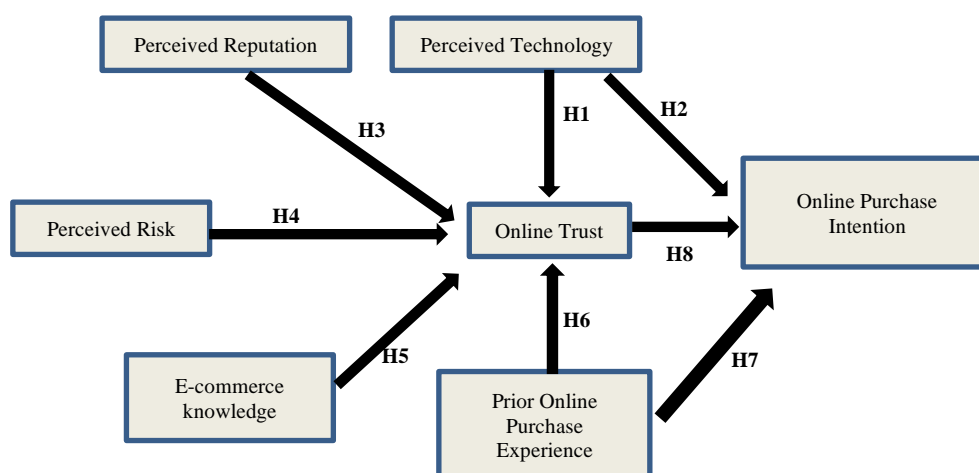 Perceived Reputation
Perceived Technology
H1
H2
H3
Online Purchase
Intention
Perceived Risk
H4
Online Trust
H8
H6
H5
H7
E-commerce
knowledge
Prior Online
Purchase
Experience